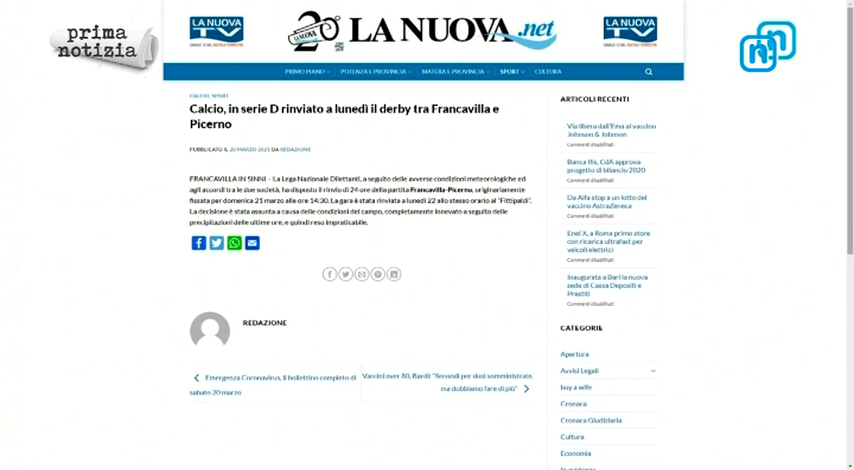 prima
notizia
LA NUOVA
TV
20
LA NUOVA.net
LA NUOVA
TV
PRIMO PIANO
POTENZA E PROVINCIA
MATERA E PROVINCIA
SPORT
CULTURA
CALCIO, SPORT
Calcio, in serie D rinviato a lunedì il derby tra Francavilla e
Picerno
PUBBLICATO IL 20 MARZO 2021 DA REDAZIONE
FRANCAVILLA IN SINNI – La Lega Nazionale Dilettanti, a seguito delle avverse condizioni meteorologiche ed
agli accordi tra le due società, ha disposto il rinvio di 24 ore della partita Francavilla-Picerno, originariamente
fissata per domenica 21 marzo alle ore 14:30. La gara è stata rinviata a lunedì 22 allo stesso orario al "Fittipaldi".
La decisione è stata assunta a causa delle condizioni del campo, completamente innevato a seguito delle
precipitazioni delle ultime ore, e quindi reso impraticabile.
REDAZIONE
Emergenza Coronavirus, il bollettino completo di
sabato 20 marzo
Vaccini over 80, Bardi: "Secondi per dosi somministrate,
ma dobbiamo fare di più"
ARTICOLI RECENTI
Via libera dall'Ema al vaccino
Johnson & Johnson
Commenti disabilitati
Banca Ifis, CdA approva
progetto di bilancio 2020
Commenti disabilitati
Da Aifa stop a un lotto del
vaccino AstraZeneca
Commenti disabilitati
Enel X, a Roma primo store
con ricarica ultrafast per
veicoli elettrici
Commenti disabilitati
Inaugurata a Bari la nuova
sede di Cassa Depositi e
Prestiti
Commenti disabilitati
CATEGORIE
Apertura
Avvisi Legali
buy a wife
Cronaca
Cronaca Giudiziaria
Cultura
Economia